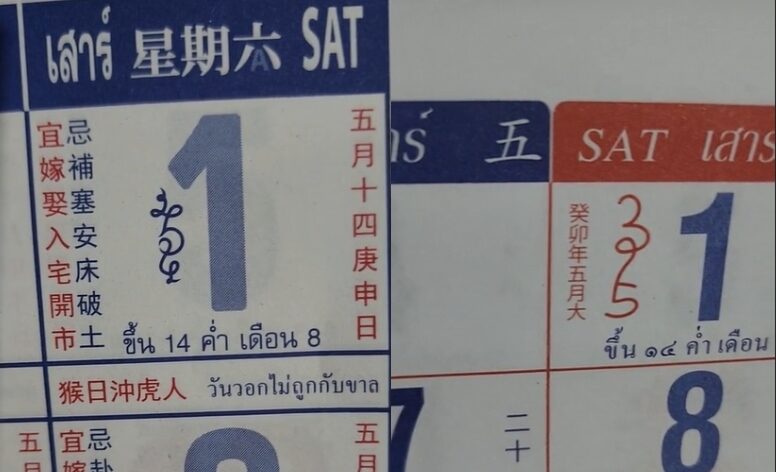 เสาร์ 星期六 SAT
宜嫁娶入宅開市
忌補塞安床破土
1
五月十四庚申日
ขึ้น 14 ค่ำ เดือน 8
猴日沖虎人 วันวอกไม่ถูกกับขาล
五月
宜嫁
忌卦
五月
五
SAT เสาร์
癸卯年五月大
1
ขึ้น ๑๔ ค่ำ เดือน
7
二十
8